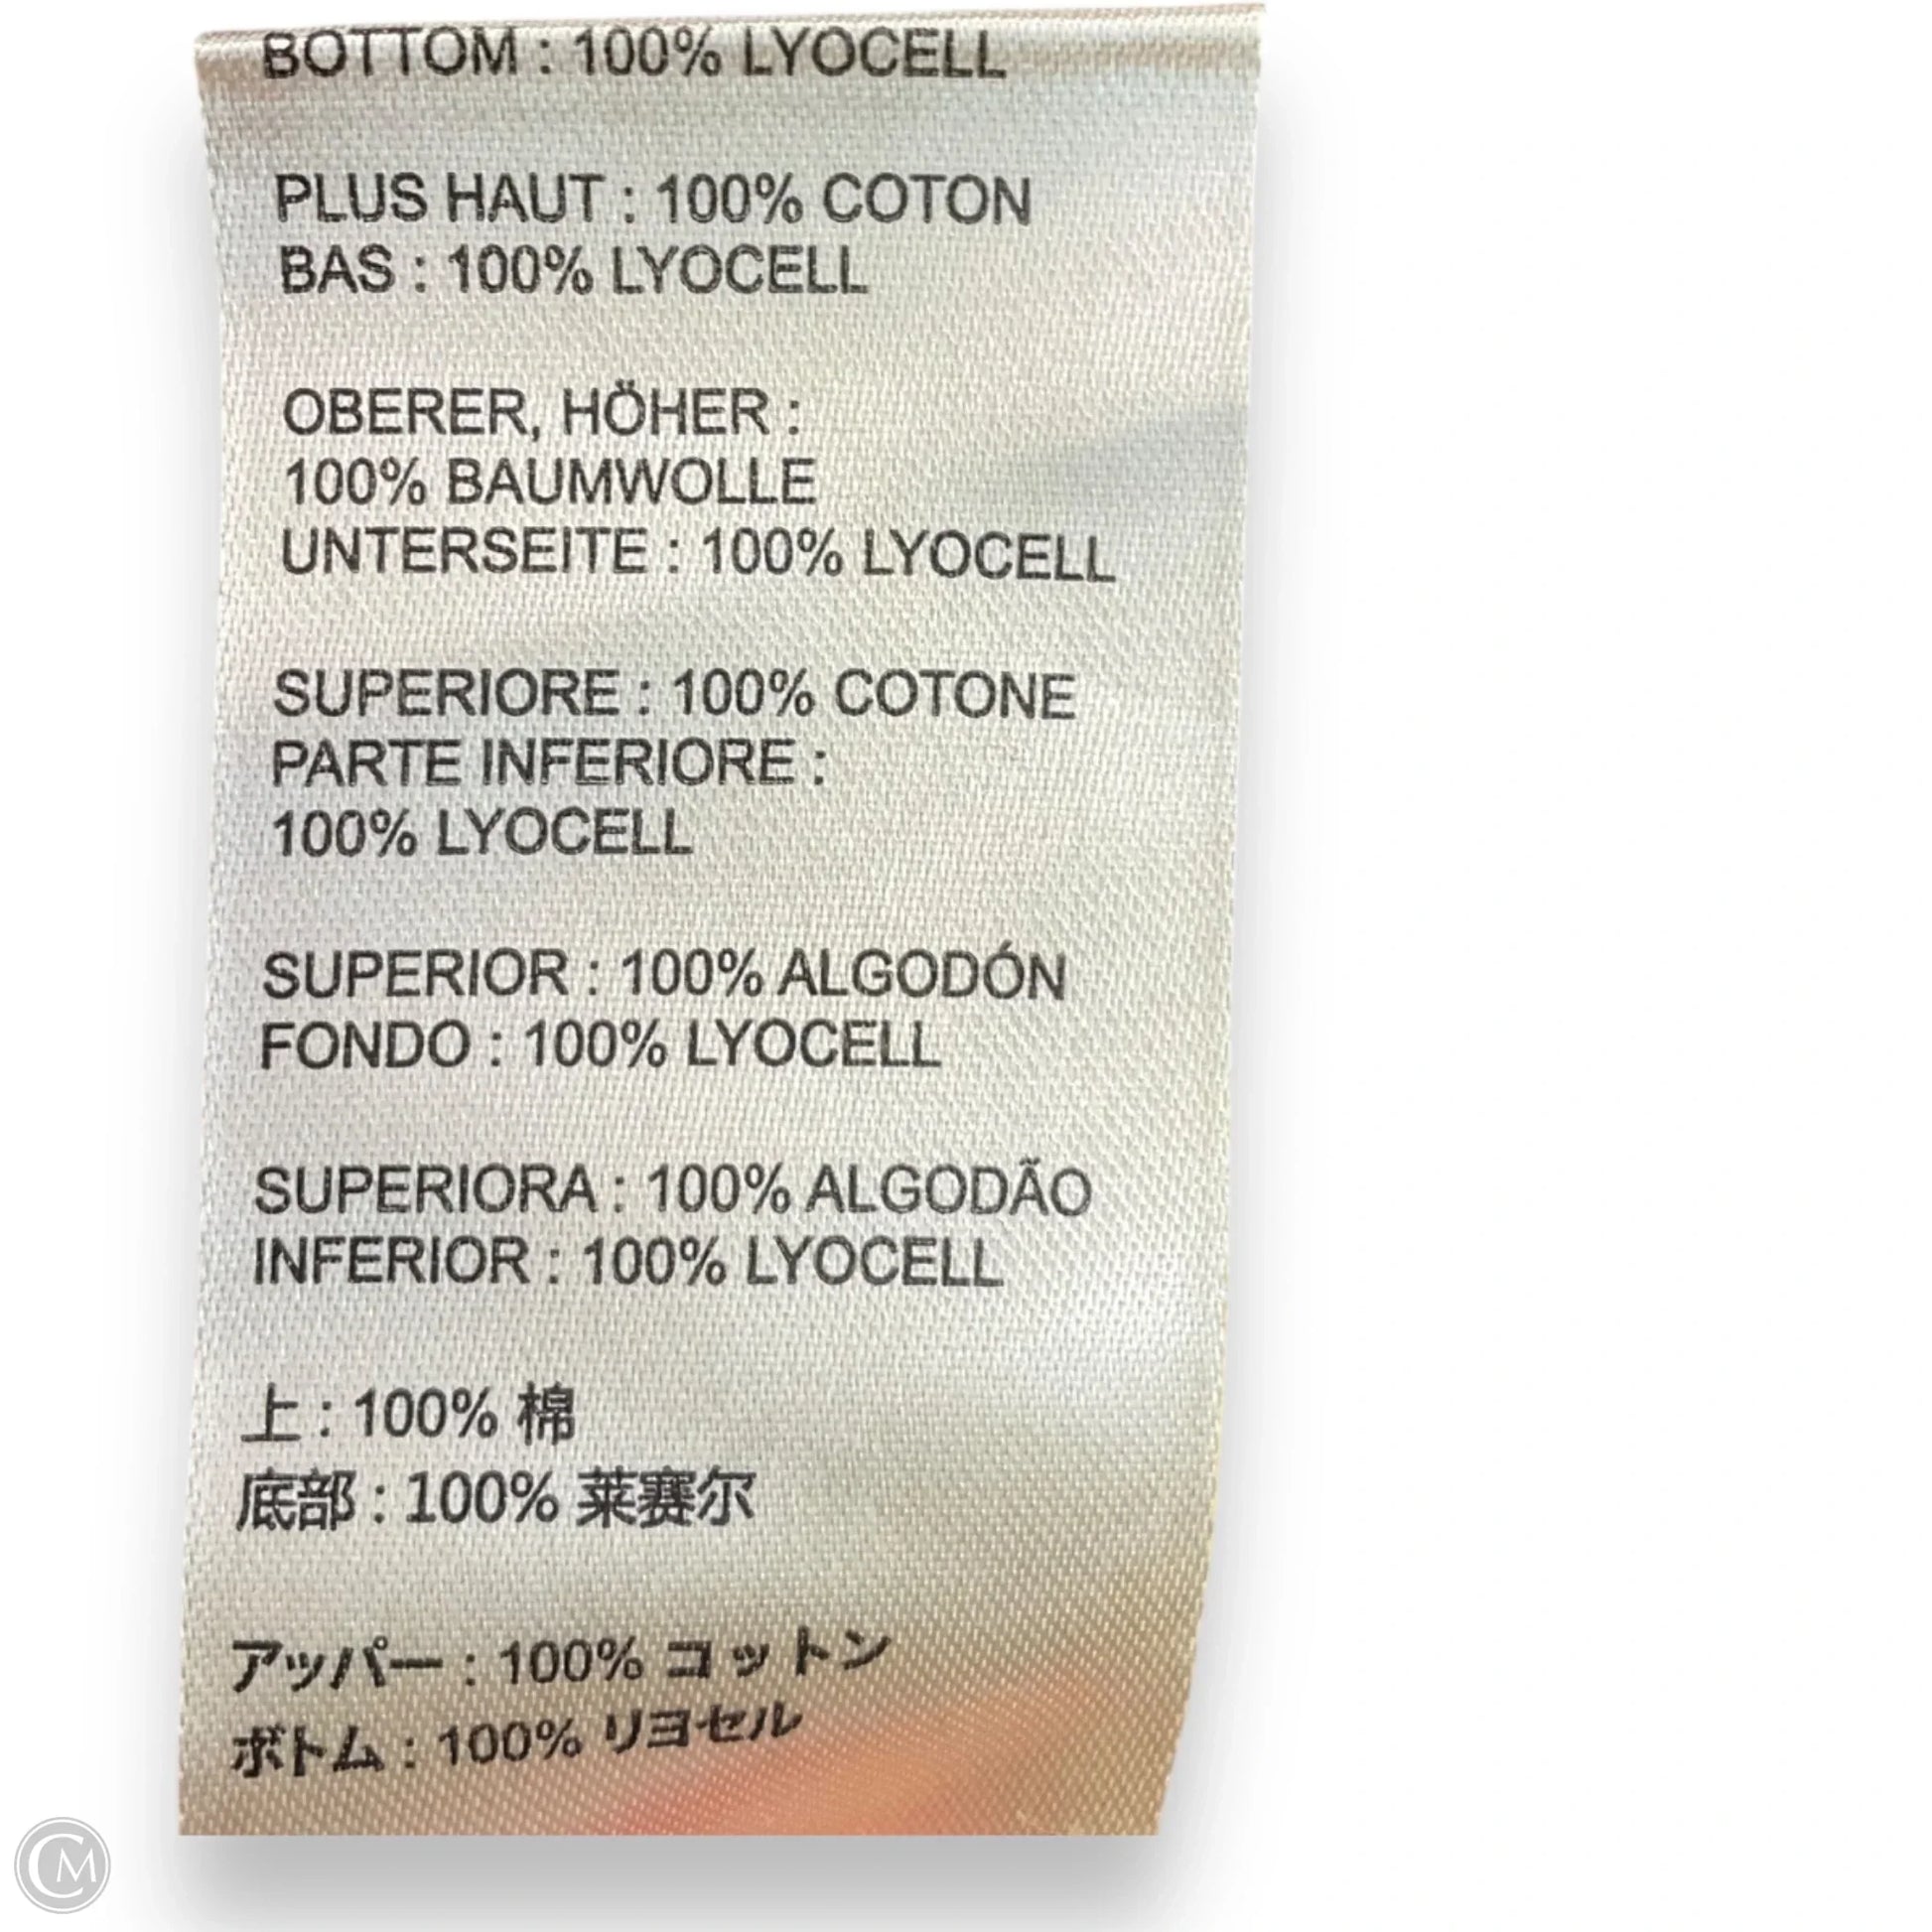 BOTTOM : 100% LYOCELL
PLUS HAUT : 100% COTON
BAS : 100% LYOCELL
OBERER, HÖHER :
100% BAUMWOLLE
UNTERSEITE : 100% LYOCELL
SUPERIORE : 100% COTONE
PARTE INFERIORE :
100% LYOCELL
SUPERIOR : 100% ALGODÓN
FONDO : 100% LYOCELL
SUPERIORA : 100% ALGODÃO
INFERIOR : 100% LYOCELL
上 : 100% 棉
底部 : 100% 莱赛尔
アッパー : 100% コットン
ボトム : 100% リヨセル
CM